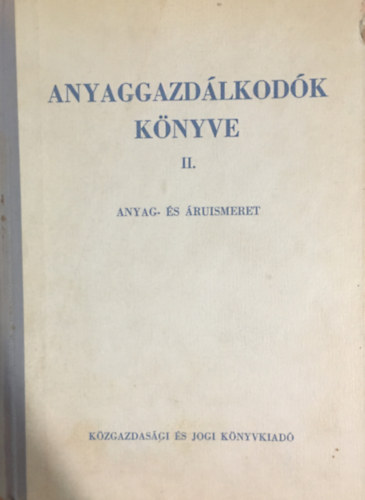 ANYAGGAZDÁLKODÓK
KÖNYVE
II.
ANYAG- ÉS ÁRUISMERET
KÖZGAZDASÁGI ÉS JOGI KÖNYVKIADÓ